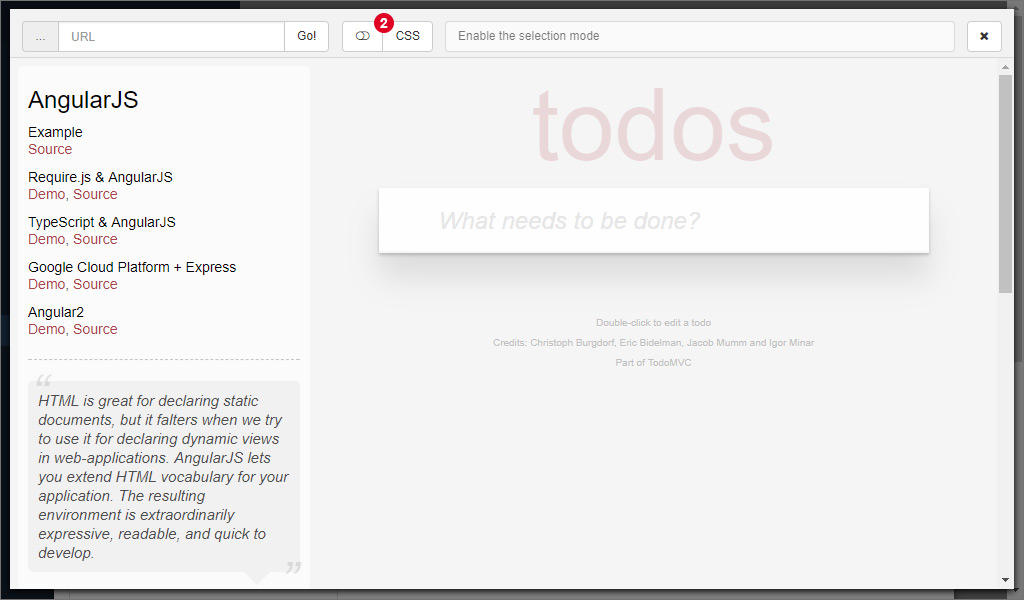 ... URL Go! 2 CSS Enable the selection mode ✖
AngularJS
Example
Source
Require.js & AngularJS
Demo, Source
TypeScript & AngularJS
Demo, Source
Google Cloud Platform + Express
Demo, Source
Angular2
Demo, Source
“
HTML is great for declaring static
documents, but it falters when we try
to use it for declaring dynamic views
in web-applications. AngularJS lets
you extend HTML vocabulary for your
application. The resulting
environment is extraordinarily
expressive, readable, and quick to
develop.
”
todos
What needs to be done?
Double-click to edit a todo
Credits: Christoph Burgdorf, Eric Bidelman, Jacob Mumm and Igor Minar
Part of TodoMVC